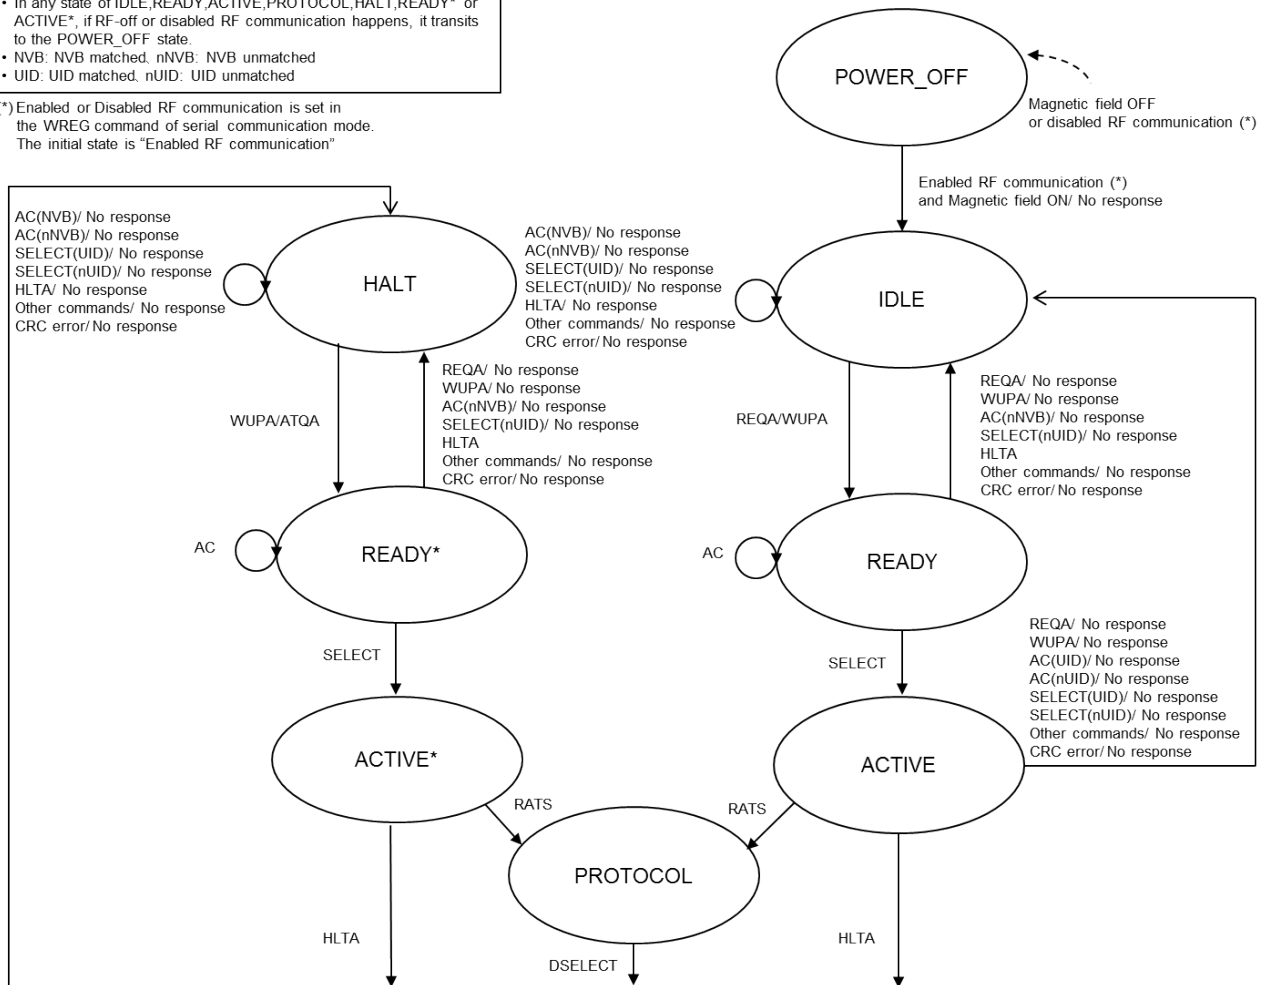 • In any state of IDLE,READY,ACTIVE,PROTOCOL,HALT,READY* or
ACTIVE*, if RF-off or disabled RF communication happens, it transits
to the POWER_OFF state.
• NVB: NVB matched、nNVB: NVB unmatched
• UID: UID matched、nUID: UID unmatched
(*) Enabled or Disabled RF communication is set in
the WREG command of serial communication mode.
The initial state is “Enabled RF communication”
POWER_OFF
Magnetic field OFF
or disabled RF communication (*)
Enabled RF communication (*)
and Magnetic field ON/ No response
AC(NVB)/ No response
AC(nNVB)/ No response
SELECT(UID)/ No response
SELECT(nUID)/ No response
HLTA/ No response
Other commands/ No response
CRC error/ No response
HALT
AC(NVB)/ No response
AC(nNVB)/ No response
SELECT(UID)/ No response
SELECT(nUID)/ No response
HLTA/ No response
Other commands/ No response
CRC error/ No response
IDLE
WUPA/ATQA
REQA/ No response
WUPA/ No response
AC(nNVB)/ No response
SELECT(nUID)/ No response
HLTA
Other commands/ No response
CRC error/ No response
REQA/WUPA
REQA/ No response
WUPA/ No response
AC(nNVB)/ No response
SELECT(nUID)/ No response
HLTA
Other commands/ No response
CRC error/ No response
AC
READY*
AC
READY
SELECT
SELECT
REQA/ No response
WUPA/ No response
AC(UID)/ No response
AC(nUID)/ No response
SELECT(UID)/ No response
SELECT(nUID)/ No response
Other commands/ No response
CRC error/ No response
ACTIVE*
ACTIVE
RATS
RATS
PROTOCOL
HLTA
DSELECT
HLTA